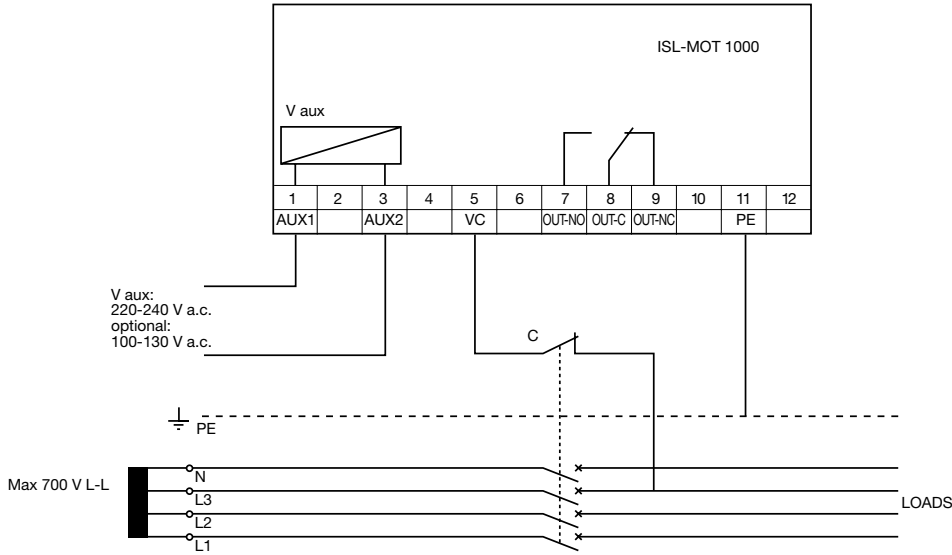 ISL-MOT 1000
V aux
1 2 3 4 5 6 7 8 9 10 11 12
AUX1 AUX2 VC OUT-NO OUT-C OUT-NC PE
V aux:
220-240 V a.c.
optional:
100-130 V a.c.
C
PE
Max 700 V L-L
N
L3
LOADS
L2
L1